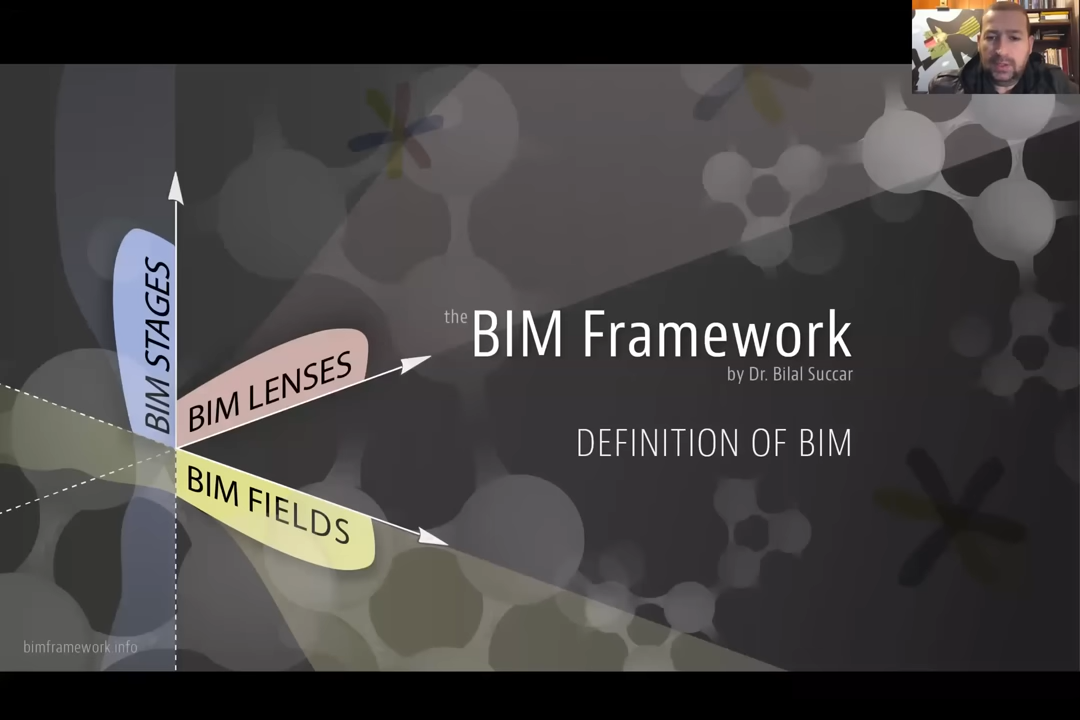 the BIM Framework
by Dr. Bilal Succar
DEFINITION OF BIM
BIM STAGES
BIM LENSES
BIM FIELDS
bimframework.info